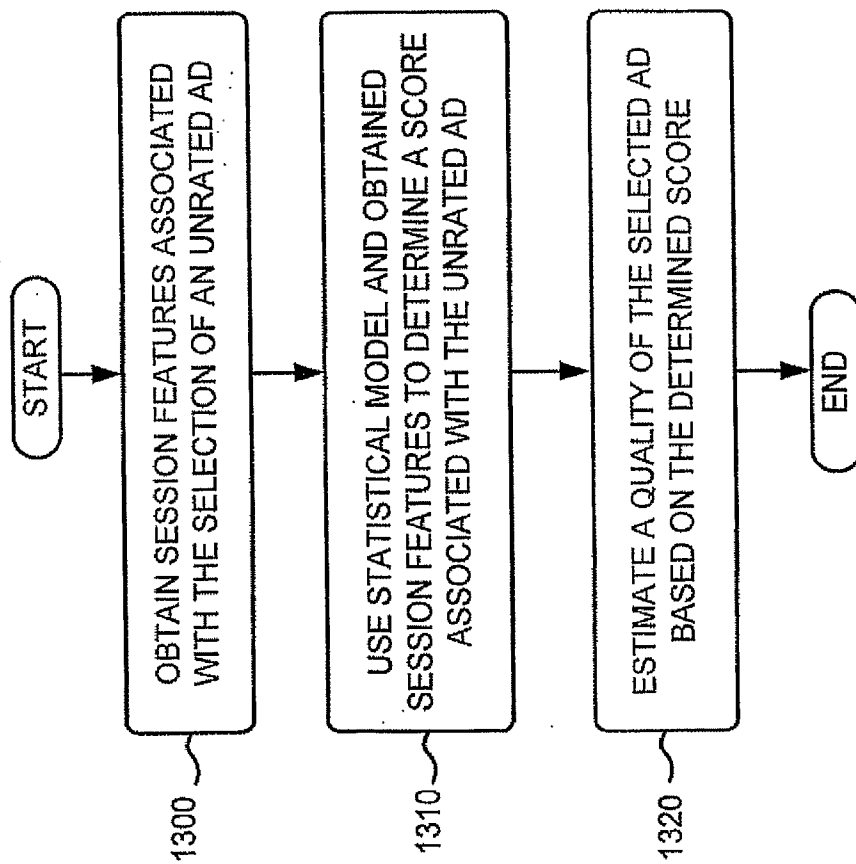 START
1300
OBTAIN SESSION FEATURES ASSOCIATED
WITH THE SELECTION OF AN UNRATED AD
1310
USE STATISTICAL MODEL AND OBTAINED
SESSION FEATURES TO DETERMINE A SCORE
ASSOCIATED WITH THE UNRATED AD
1320
ESTIMATE A QUALITY OF THE SELECTED AD
BASED ON THE DETERMINED SCORE
END